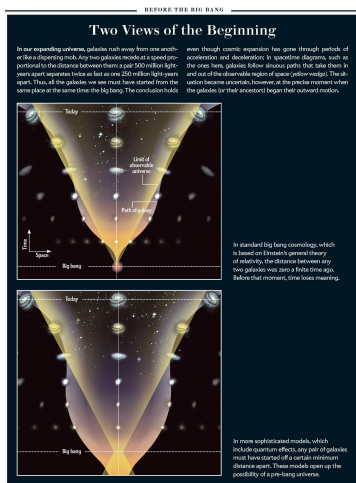 BEFORE THE BIG BANG
Two Views of the Beginning
In our expanding universe, galaxies rush away from one anoth-
er like a dispersing mob. Any two galaxies recede at a speed pro-
portional to the distance between them: a pair 500 million light-
years apart separates twice as fast as one 250 million light-years
apart. Thus, all the galaxies we see must have started from the
same place at the same time: the big bang. The conclusion holds
even though cosmic expansion has gone through periods of
acceleration and deceleration; in spacetime diagrams, such as
the ones here, galaxies follow sinuous paths that take them in
and out of the observable region of space (yellow wedge). The sit-
uation became uncertain, however, at the precise moment when
the galaxies (or their ancestors) began their outward motion.
Today
Limit of
observable
universe
Path of galaxy
Time
Space
Big bang
In standard big bang cosmology, which
is based on Einstein's general theory
of relativity, the distance between any
two galaxies was zero a finite time ago.
Before that moment, time loses meaning.
Today
Big bang
In more sophisticated models, which
include quantum effects, any pair of galaxies
must have started off a certain minimum
distance apart. These models open up the
possibility of a pre-bang universe.